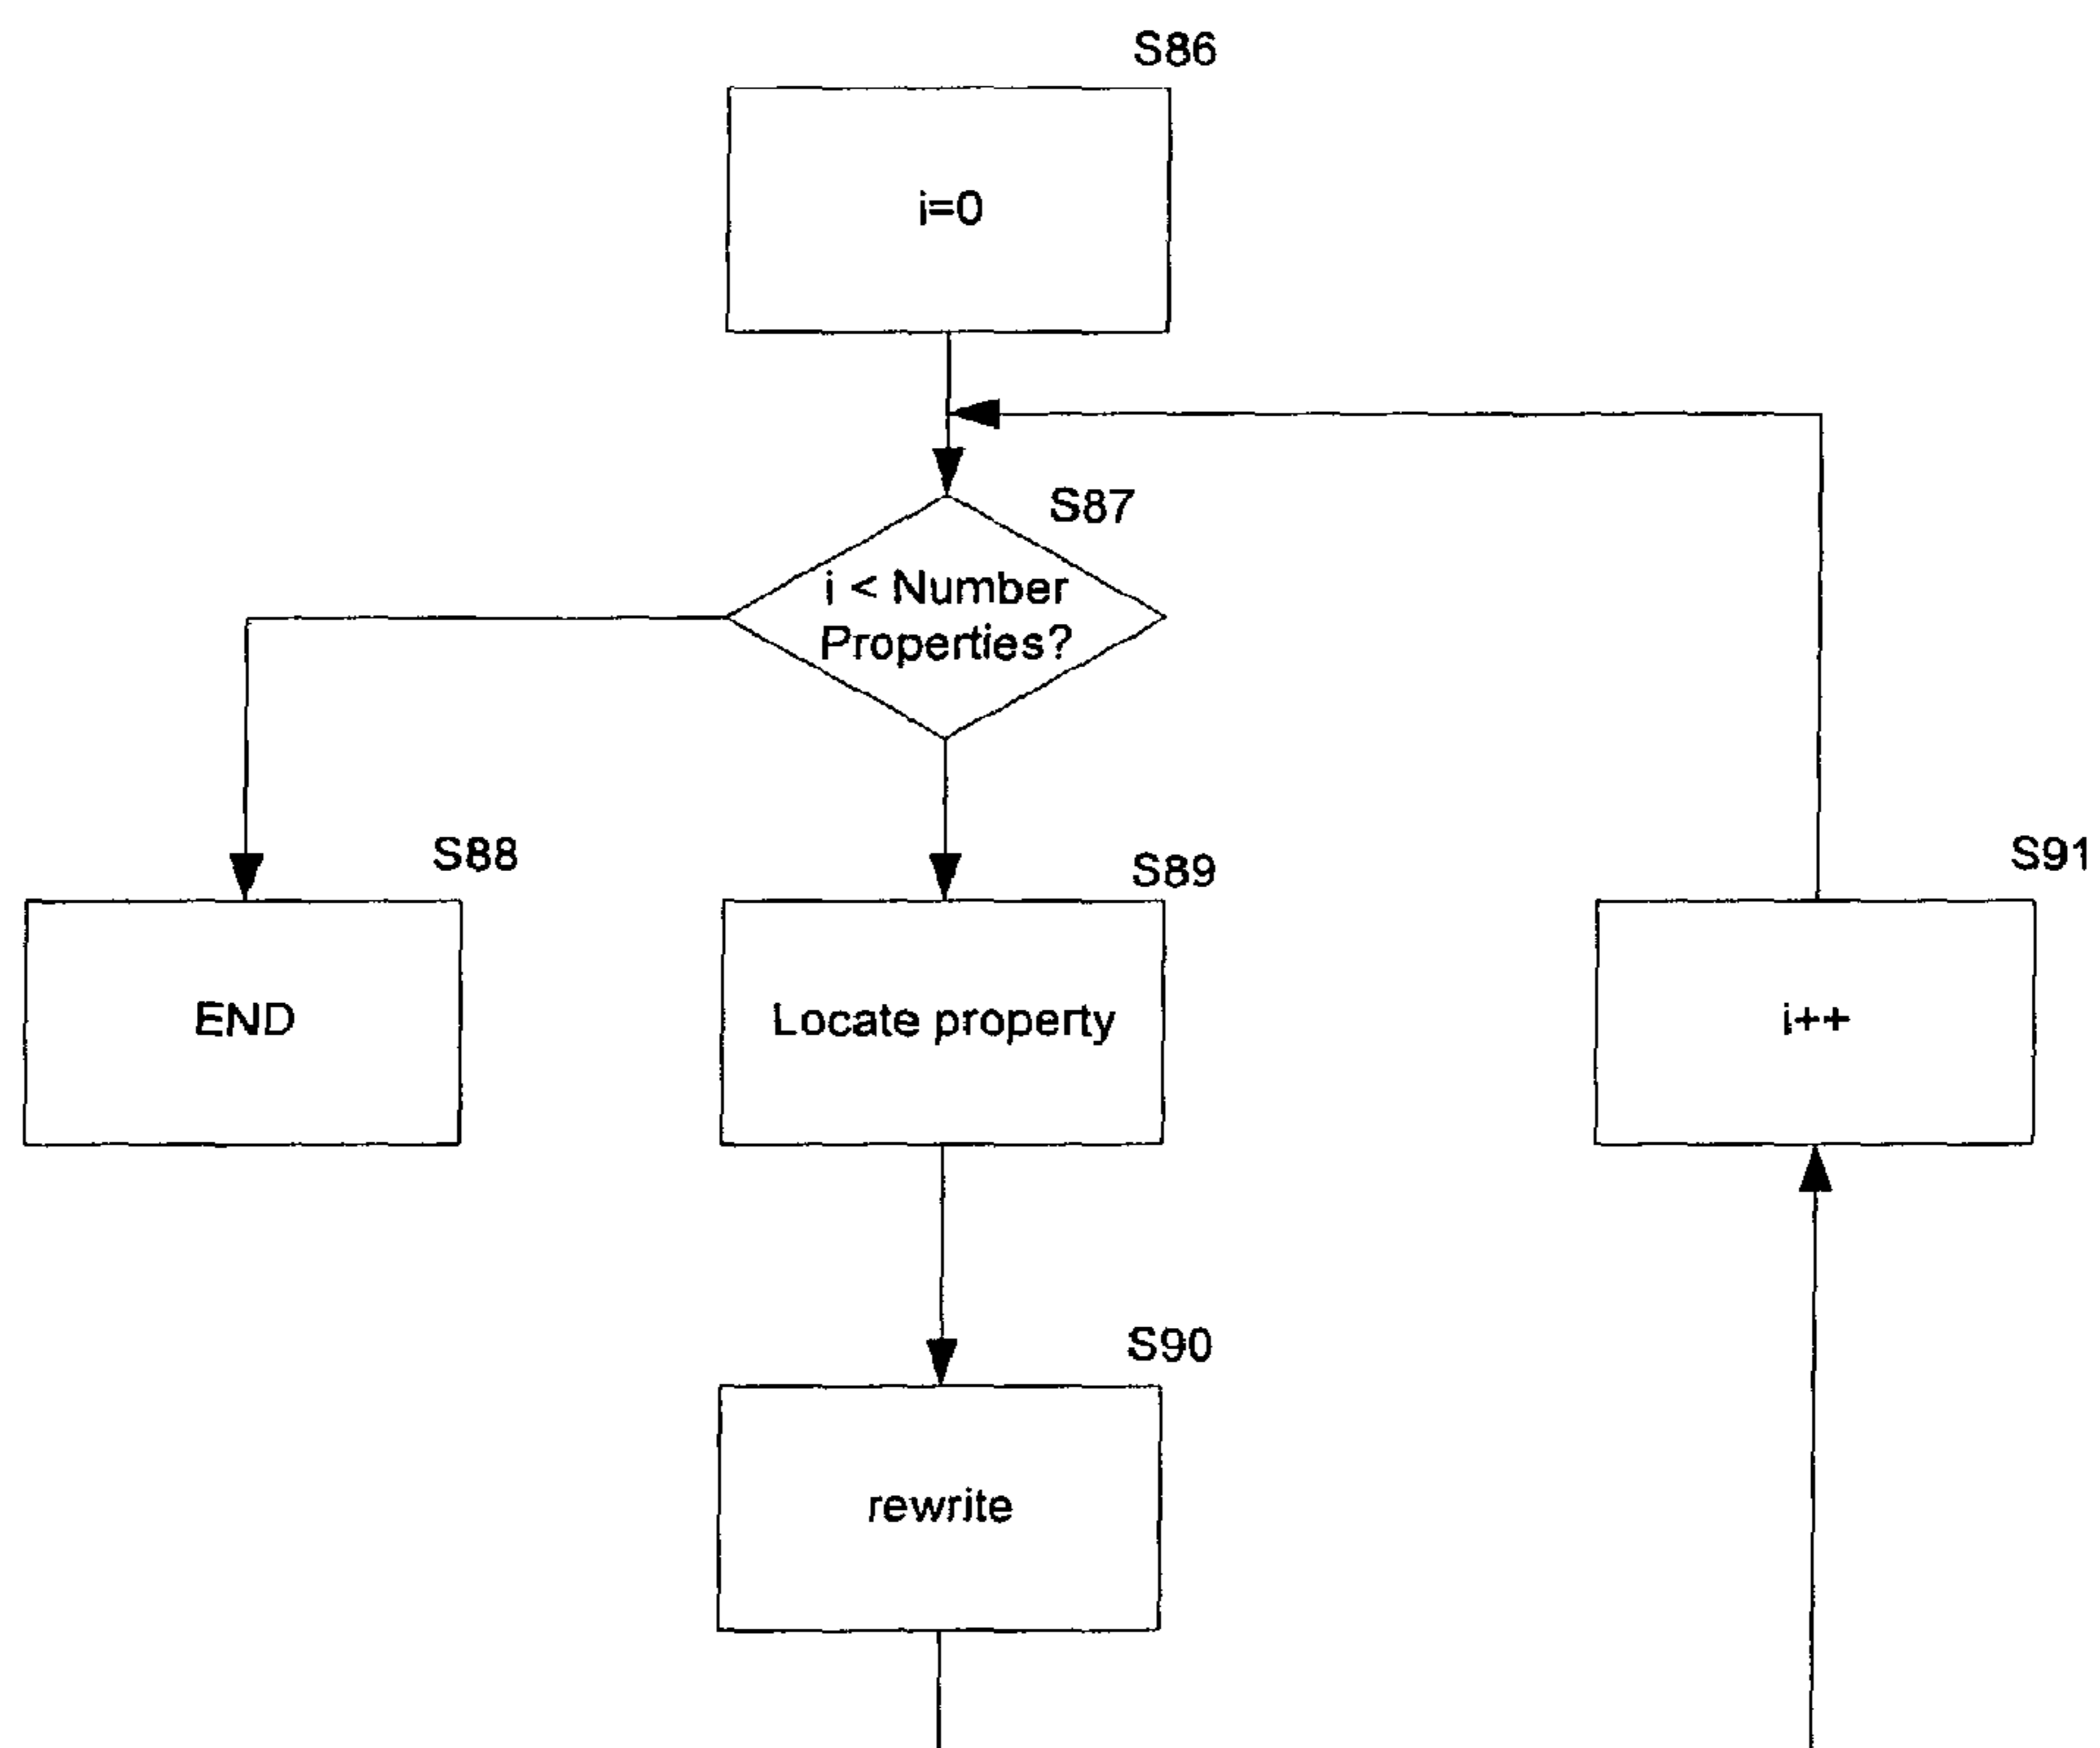 S86
i=0
S87
i < Number
Properties?
S88
S89
S91
END
Locate property
i++
S90
rewrite